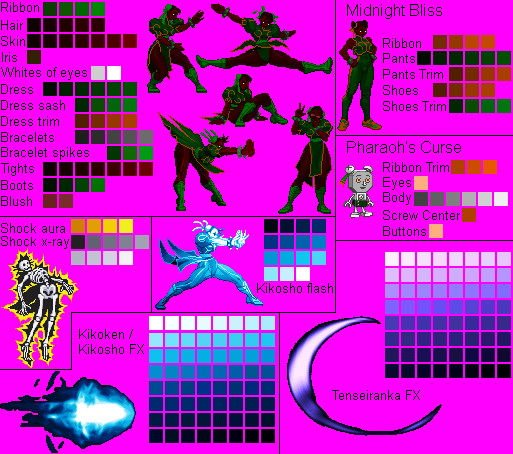 Ribbon
Hair
Skin
Iris
Whites of eyes
Dress
Dress sash
Dress trim
Bracelets
Bracelet spikes
Tights
Boots
Blush
Midnight Bliss
Ribbon
Pants
Pants Trim
Shoes
Shoes Trim
Pharaoh's Curse
Ribbon Trim
Eyes
Body
Screw Center
Buttons
Shock aura
Shock x-ray
Kikosho flash
Kikoken /
Kikosho FX
Tenseiranka FX